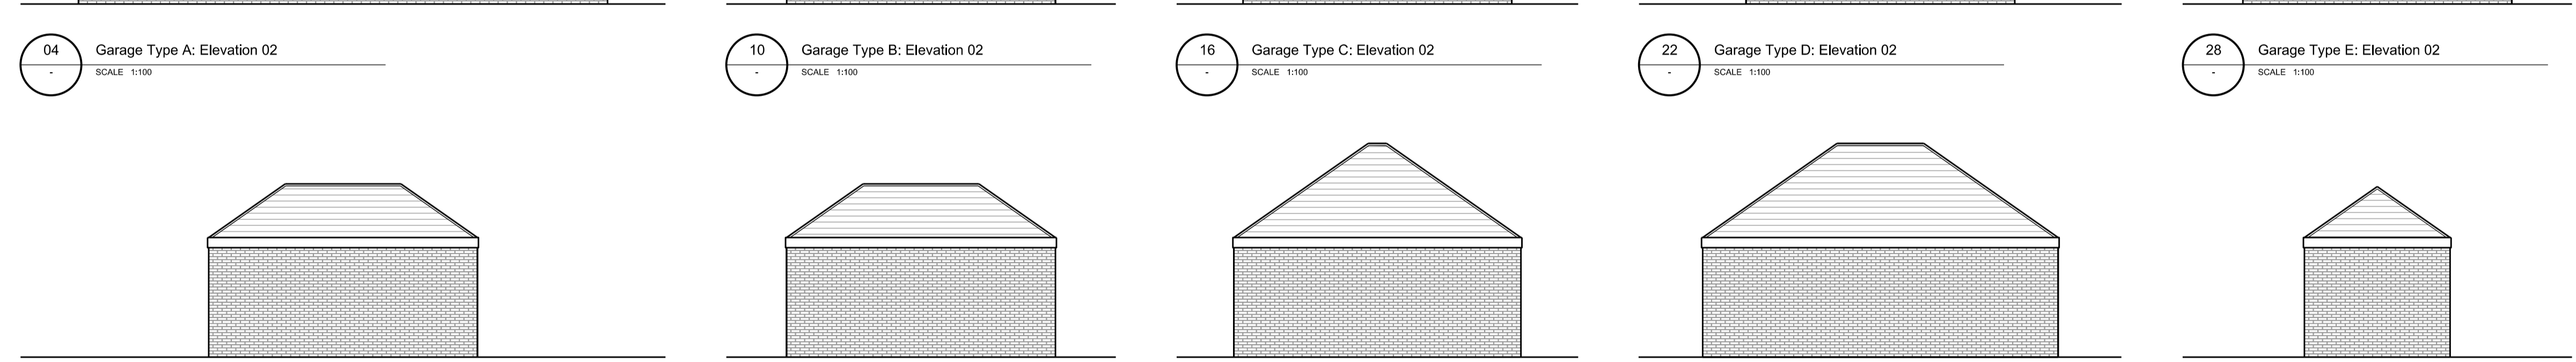 04
Garage Type A: Elevation 02
-
SCALE 1:100
10
Garage Type B: Elevation 02
-
SCALE 1:100
16
Garage Type C: Elevation 02
-
SCALE 1:100
22
Garage Type D: Elevation 02
-
SCALE 1:100
28
Garage Type E: Elevation 02
-
SCALE 1:100